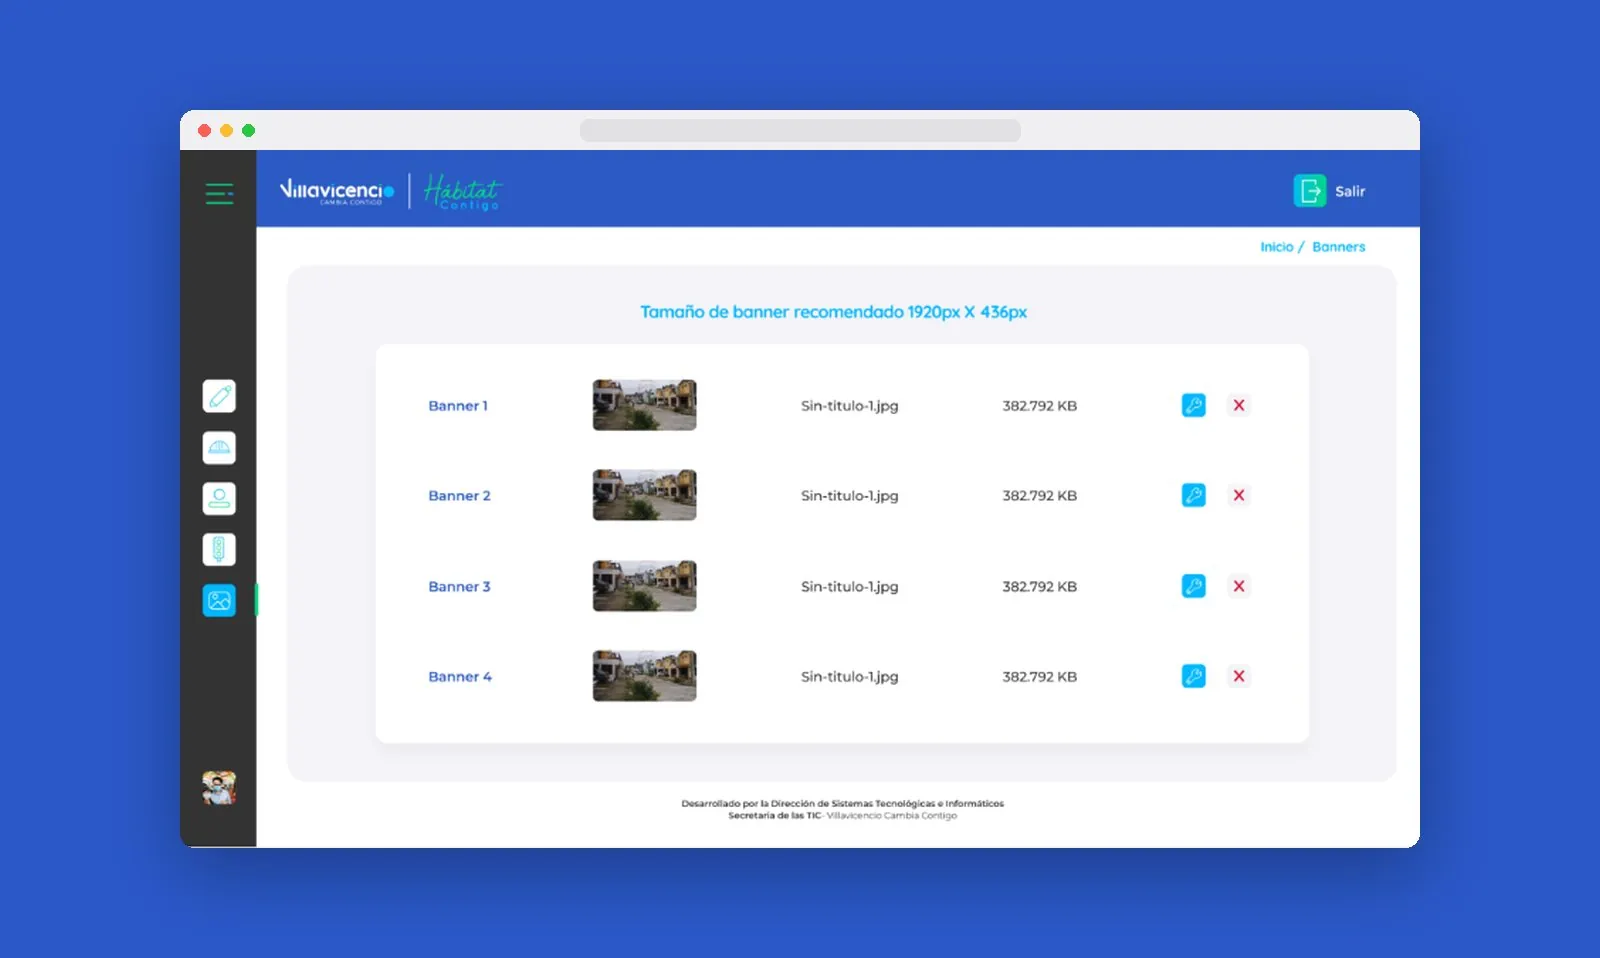 Villavicencio
CAMBIA CONTIGO
Hábitat
Contigo
Salir
Inicio / Banners
Tamaño de banner recomendado 1920px X 436px
Banner 1 Sin-titulo-1.jpg 382.792 KB X
Banner 2 Sin-titulo-1.jpg 382.792 KB X
Banner 3 Sin-titulo-1.jpg 382.792 KB X
Banner 4 Sin-titulo-1.jpg 382.792 KB X
Desarrollado por la Dirección de Sistemas Tecnológicas e Informáticos
Secretaria de las TIC- Villavicencio Cambia Contigo